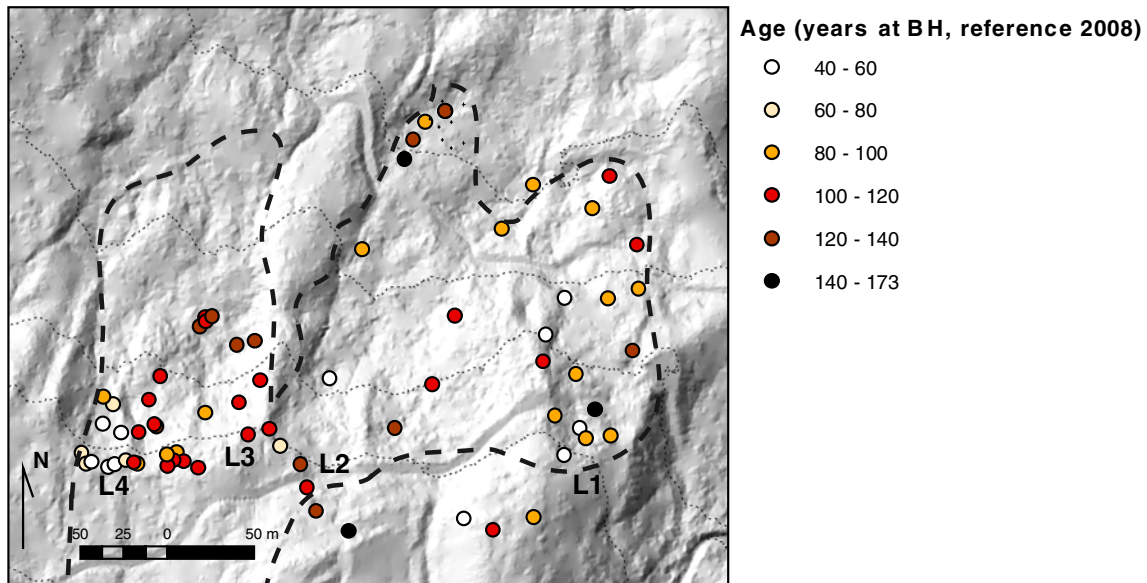 Age (years at BH, reference 2008)
40 - 60
60 - 80
80 - 100
100 - 120
120 - 140
140 - 173
N
L4
L3
L2
L1
50 25 0 50 m